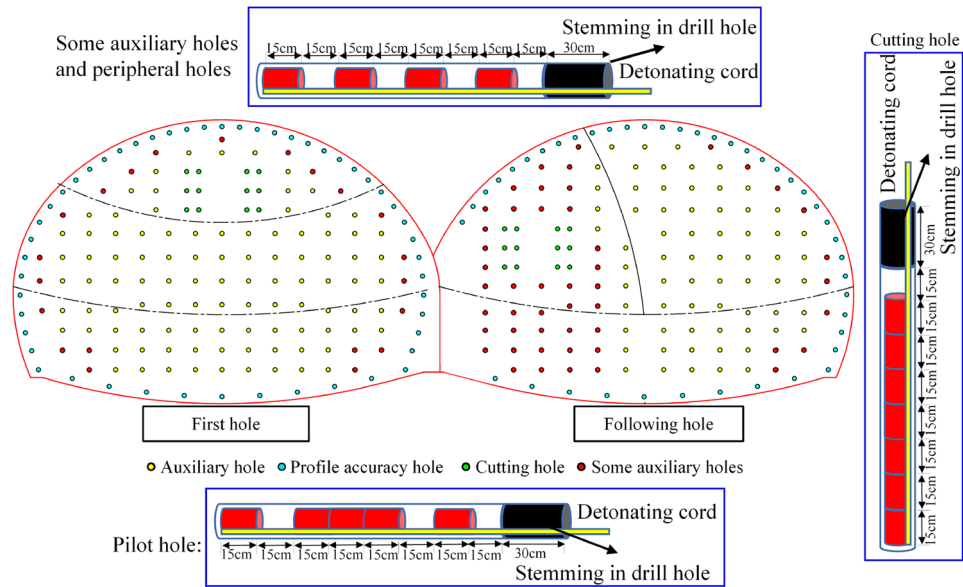 Some auxiliary holes
and peripheral holes
15cm 15cm 15cm 15cm 15cm 15cm 15cm 15cm 30cm
Stemming in drill hole
Detonating cord
Cutting hole
Detonating cord
Stemming in drill hole
30cm
15cm
15cm
15cm
15cm
15cm
15cm
15cm
15cm
First hole
Following hole
Auxiliary hole
Profile accuracy hole
Cutting hole
Some auxiliary holes
Pilot hole:
Detonating cord
15cm 15cm 15cm 15cm 15cm 15cm 15cm 15cm 30cm
Stemming in drill hole